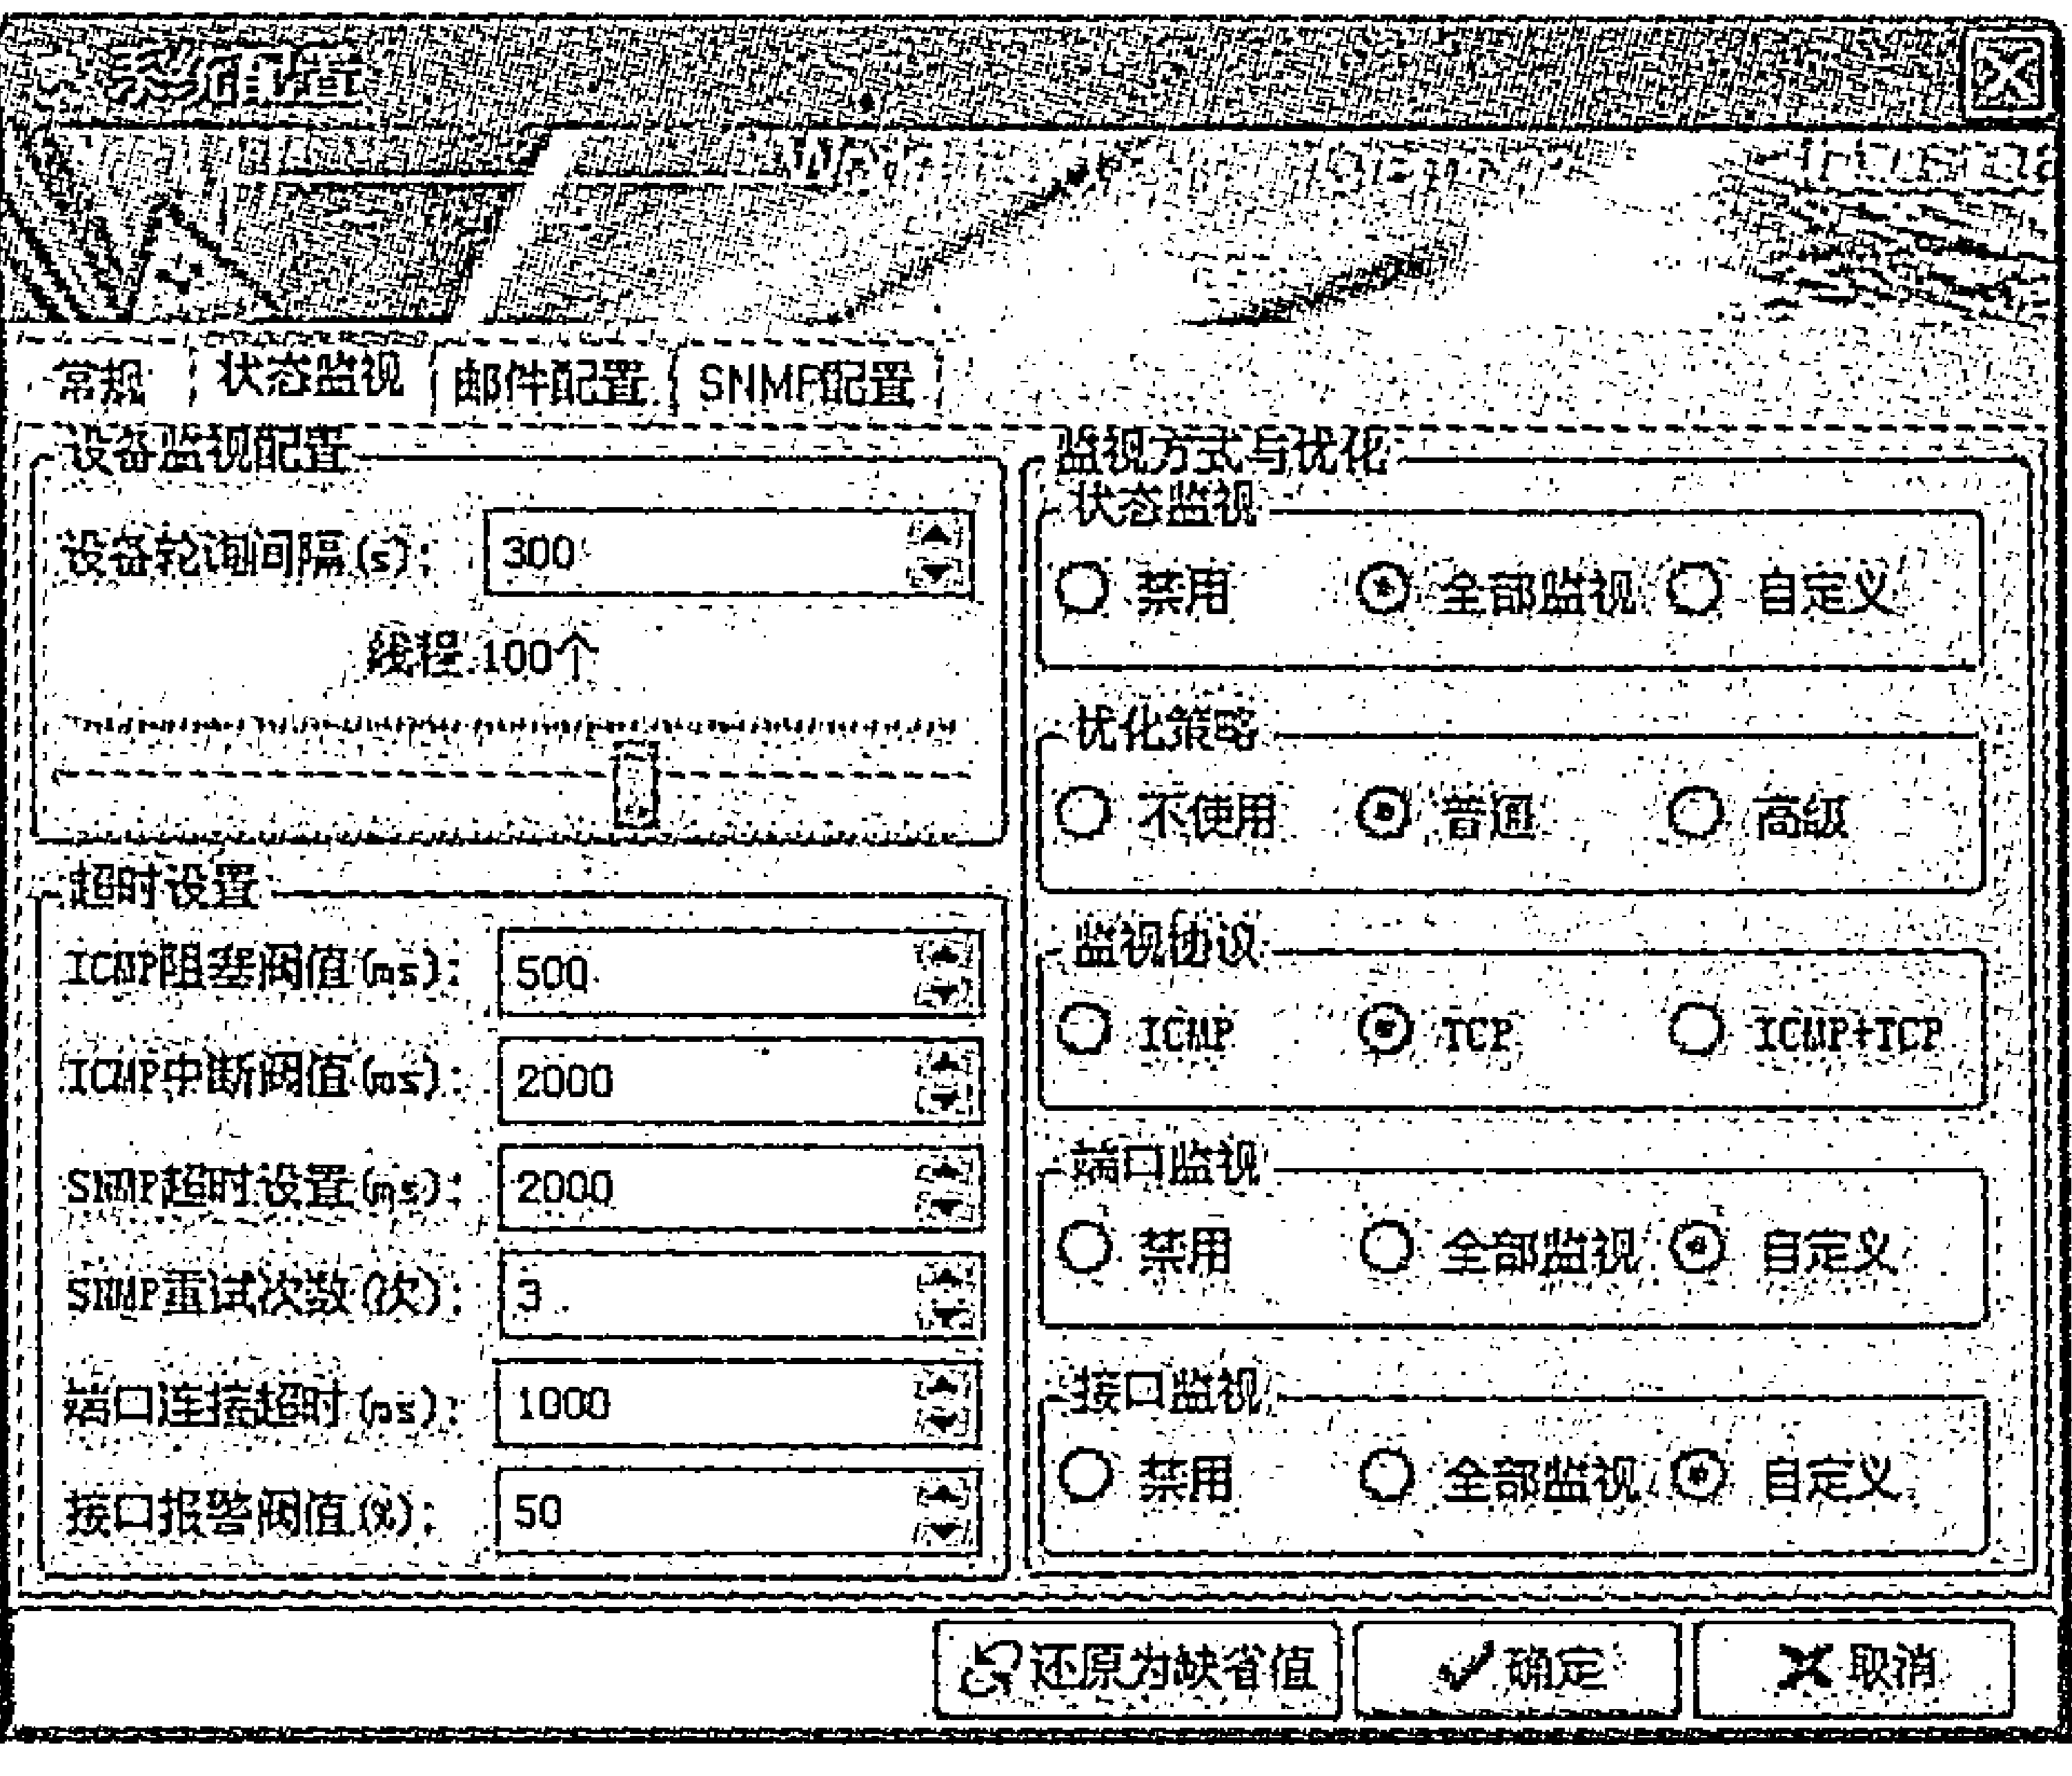 系统配置
常规 状态监视 邮件配置 SNMP配置
设备监视配置
设备轮询间隔(s): 300
线程 100个
超时设置
ICMP阻塞阀值(ms): 500
ICMP中断阀值(ms): 2000
SNMP超时设置(ms): 2000
SNMP重试次数(次): 3
端口连接超时(ms): 1000
接口报警阀值(%): 50
监视方式与优化
状态监视
禁用 全部监视 自定义
优化策略
不使用 普通 高级
监视协议
ICMP TCP ICMP+TCP
端口监视
禁用 全部监视 自定义
接口监视
禁用 全部监视 自定义
还原为缺省值 确定 取消